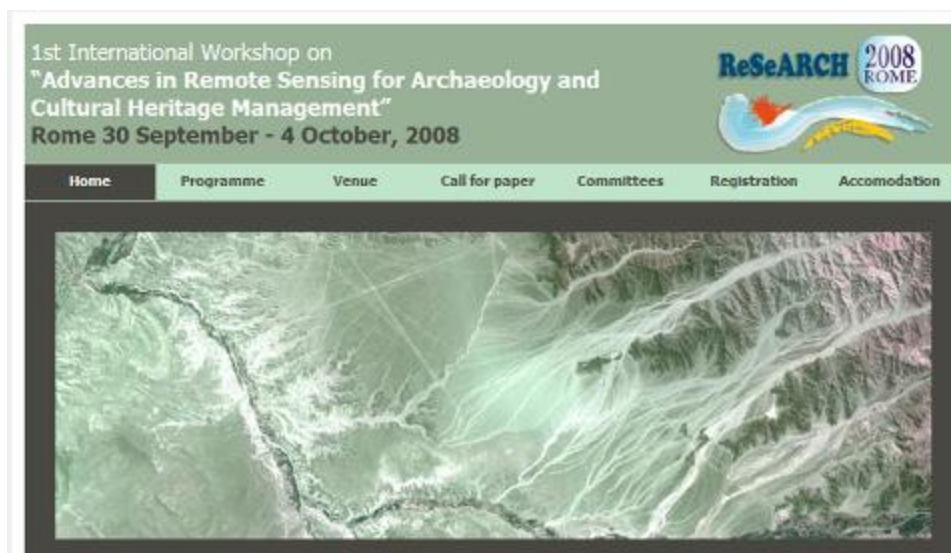 1st International Workshop on
"Advances in Remote Sensing for Archaeology and
Cultural Heritage Management"
Rome 30 September - 4 October, 2008
ReSeARCH 2008
ROME
Home Programme Venue Call for paper Committees Registration Accomodation